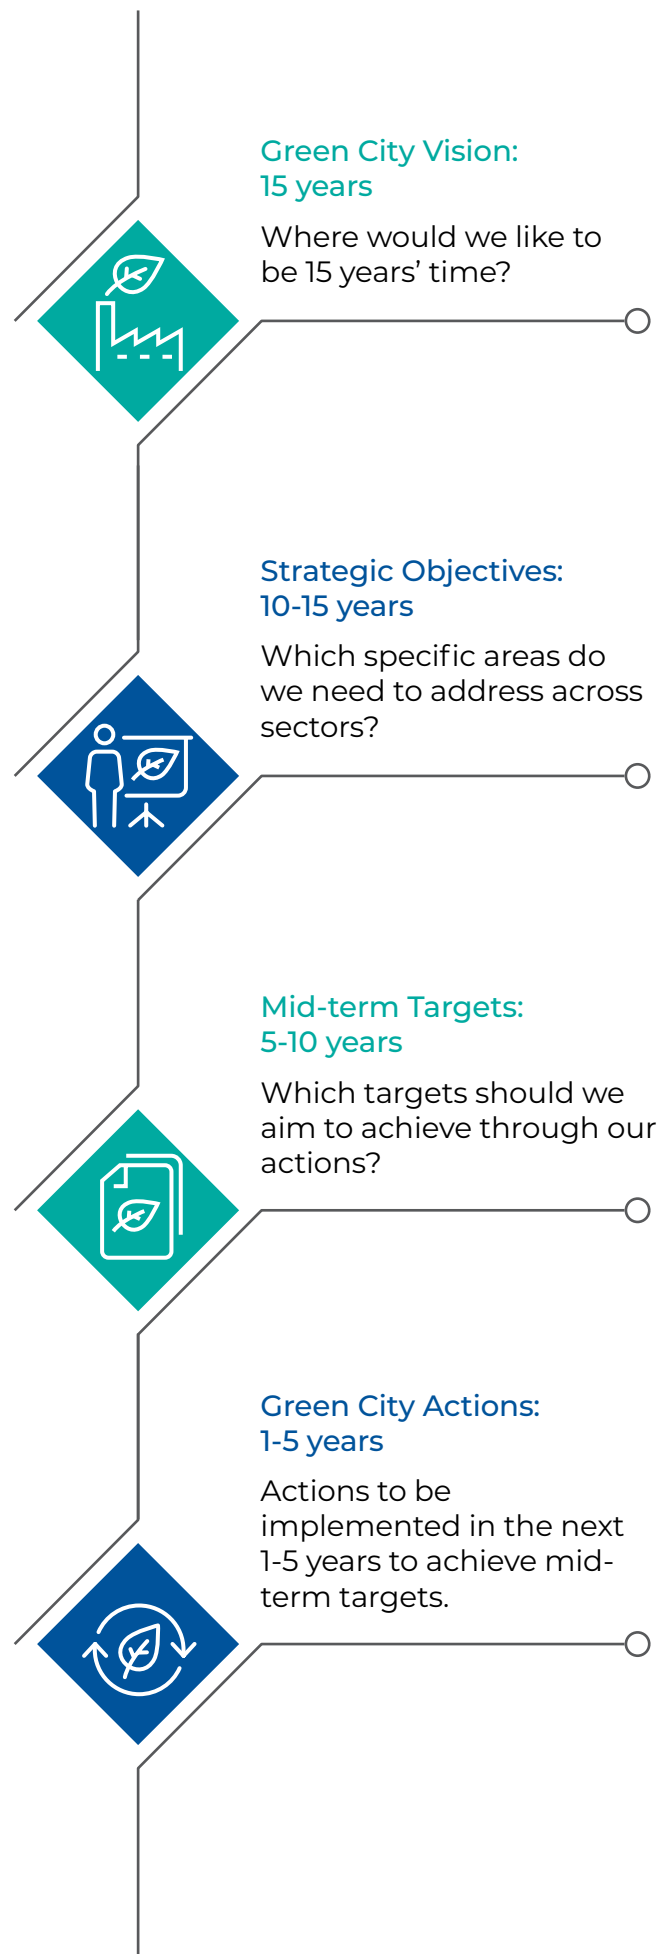 Green City Vision:
15 years
Where would we like to
be 15 years’ time?
Strategic Objectives:
10-15 years
Which specific areas do
we need to address across
sectors?
Mid-term Targets:
5-10 years
Which targets should we
aim to achieve through our
actions?
Green City Actions:
1-5 years
Actions to be
implemented in the next
1-5 years to achieve mid-
term targets.